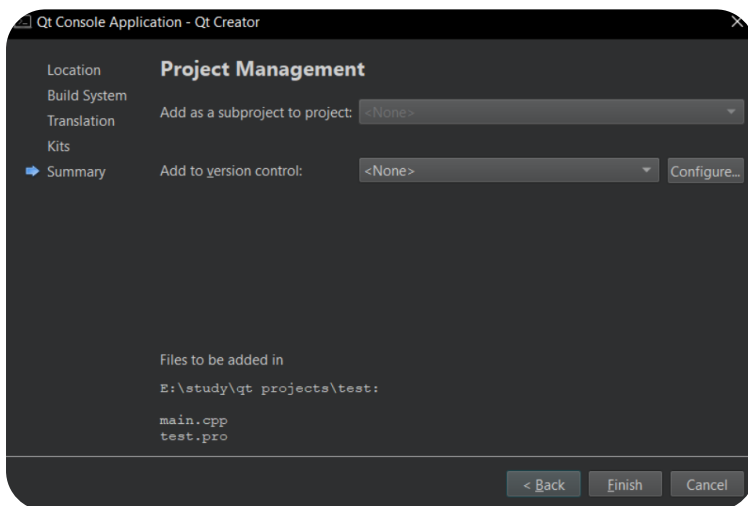 Qt Console Application - Qt Creator
Location
Build System
Translation
Kits
Summary
Project Management
Add as a subproject to project: <None>
Add to version control: <None> Configure...
Files to be added in
E:\study\qt projects\test:
main.cpp
test.pro
< Back Finish Cancel